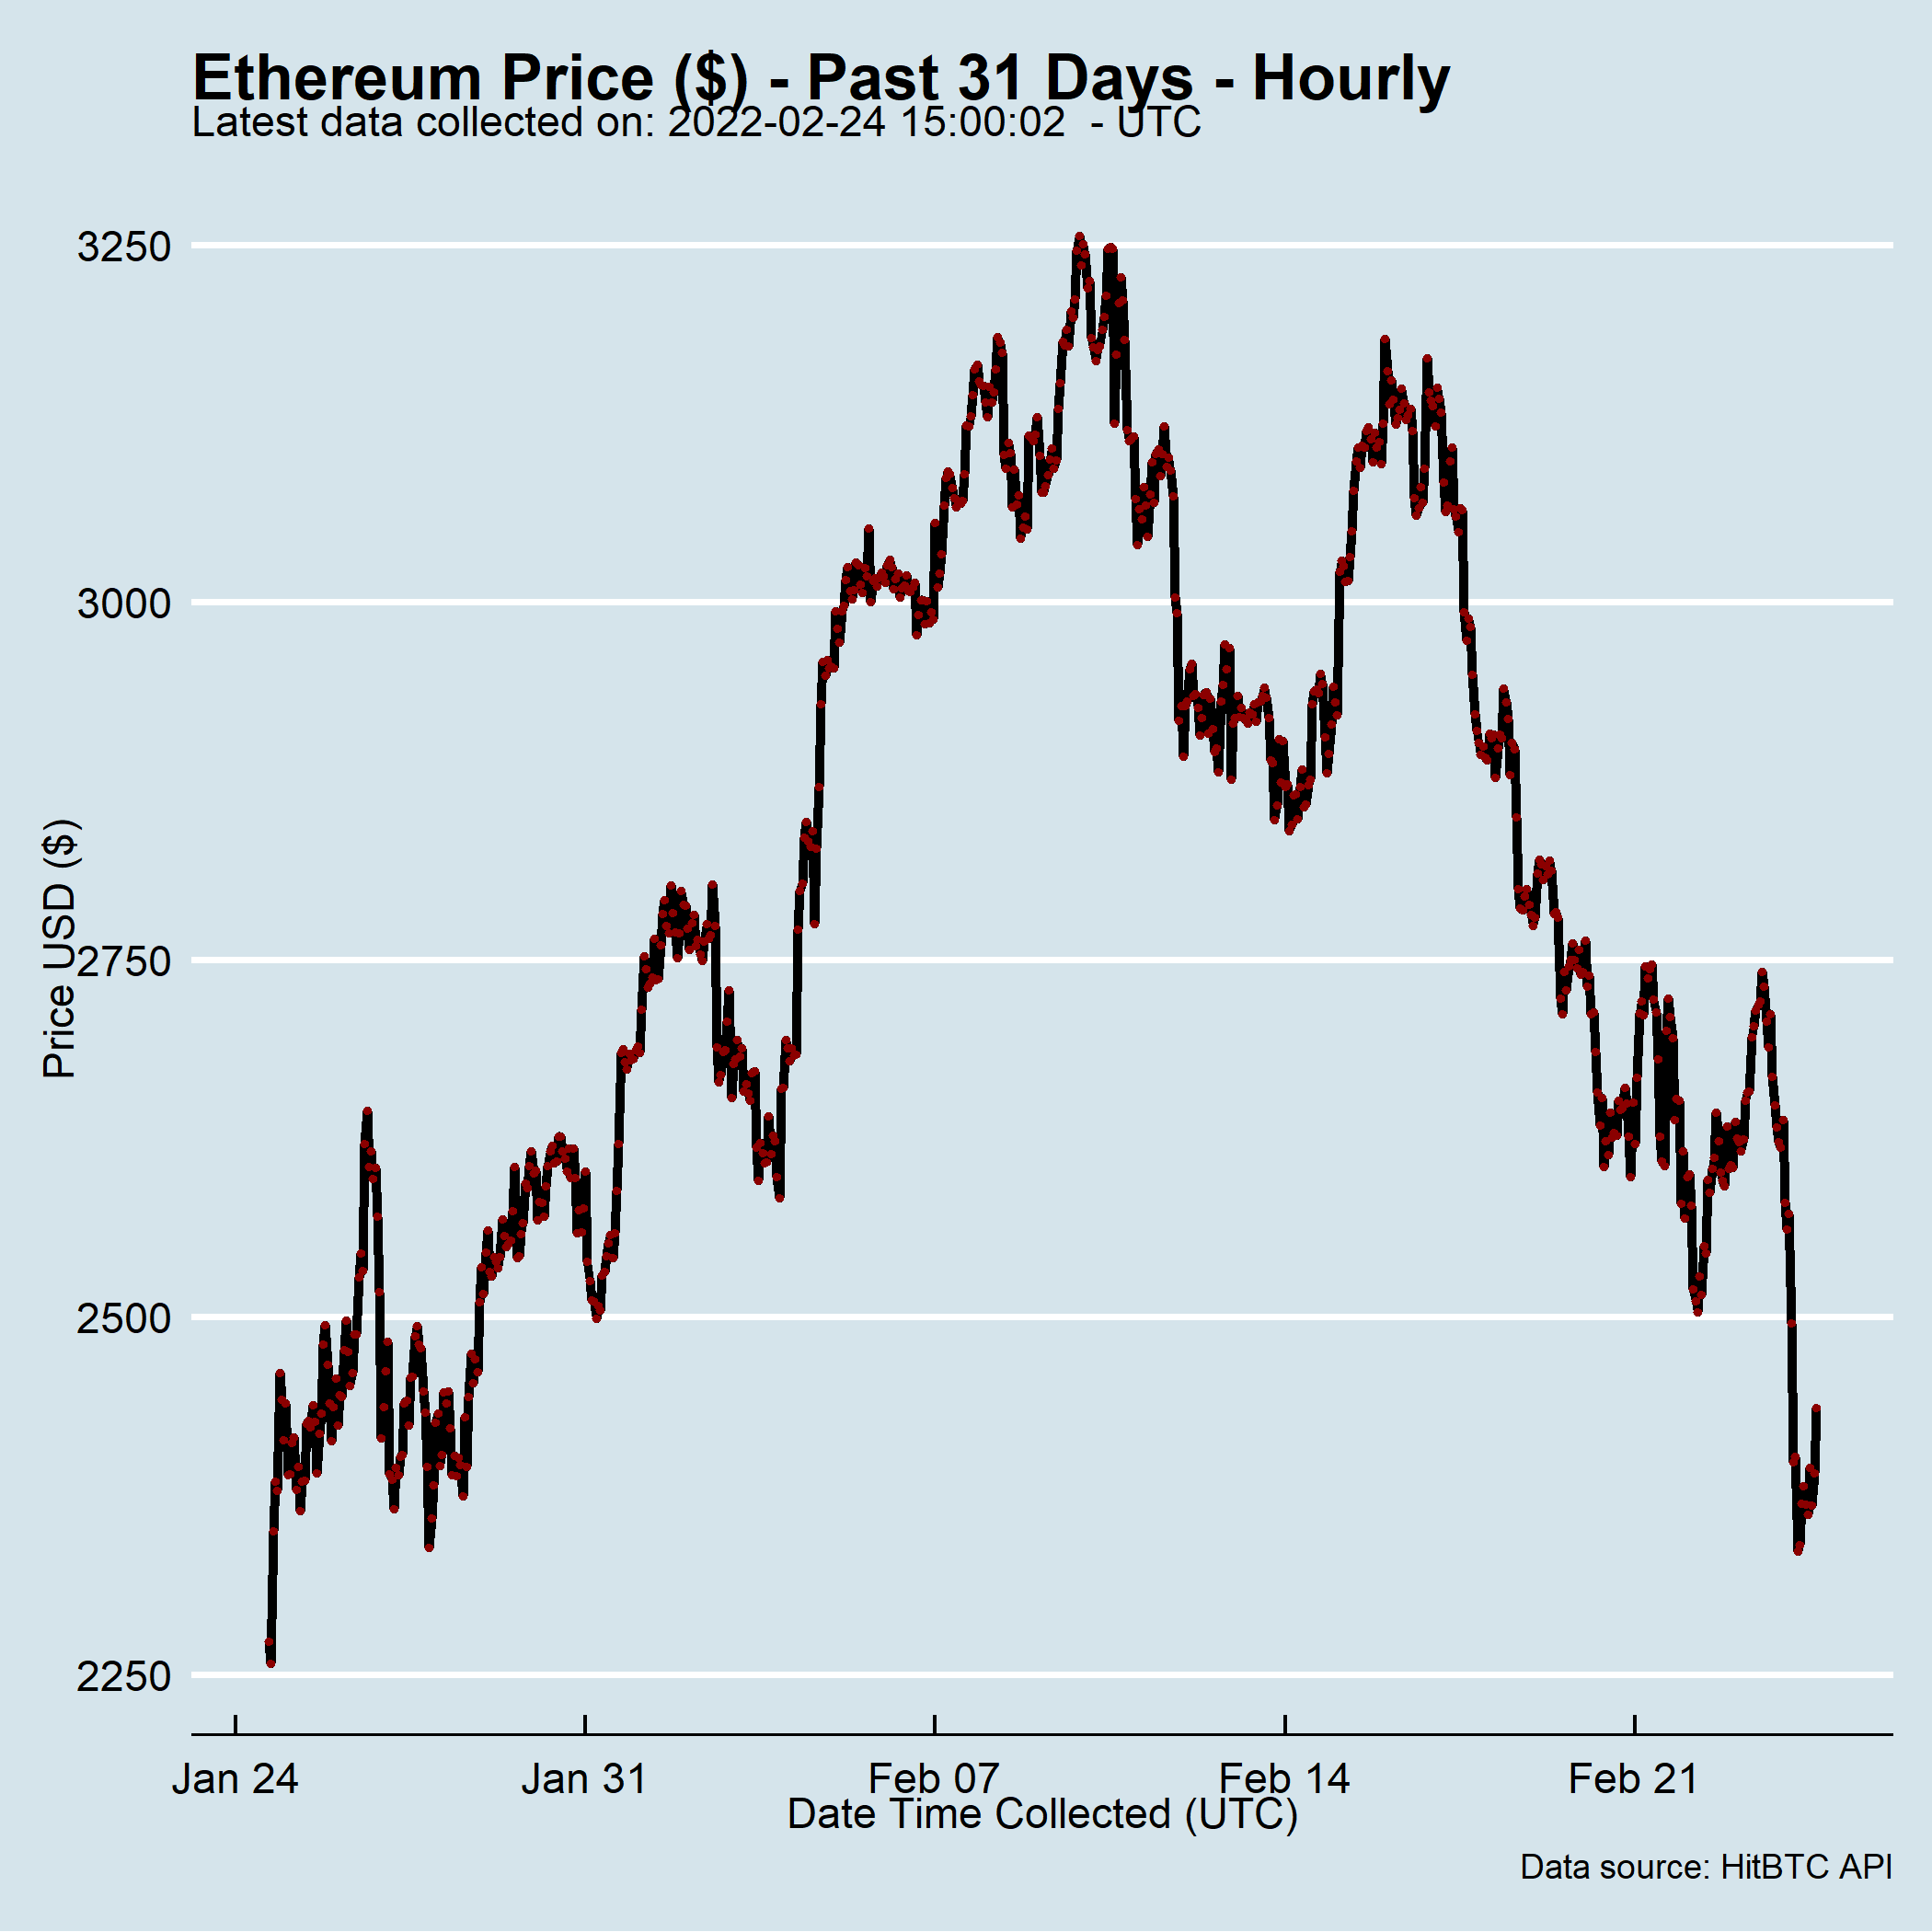 Ethereum Price ($) - Past 31 Days - Hourly
Latest data collected on: 2022-02-24 15:00:02  - UTC
3250
3000
2750
2500
2250
Price USD ($)
Jan 24
Jan 31
Feb 07
Feb 14
Feb 21
Date Time Collected (UTC)
Data source: HitBTC API